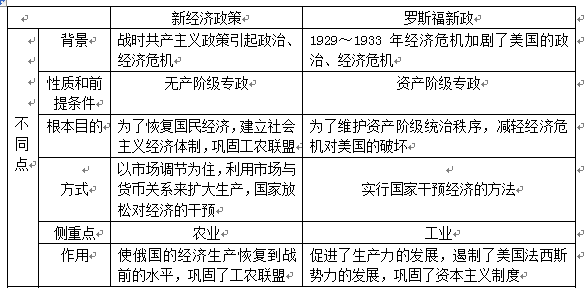 新经济政策 罗斯福新政
不同点
背景 战时共产主义政策引起政治、经济危机 1929～1933 年经济危机加剧了美国的政治、经济危机
性质和前提条件 无产阶级专政 资产阶级专政
根本目的 为了恢复国民经济，建立社会主义经济体制，巩固工农联盟 为了维护资产阶级统治秩序，减轻经济危机对美国的破坏
方式 以市场调节为住，利用市场与货币关系来扩大生产，国家放松对经济的干预 实行国家干预经济的方法
侧重点 农业 工业
作用 使俄国的经济生产恢复到战前的水平，巩固了工农联盟 促进了生产力的发展，遏制了美国法西斯势力的发展，巩固了资本主义制度